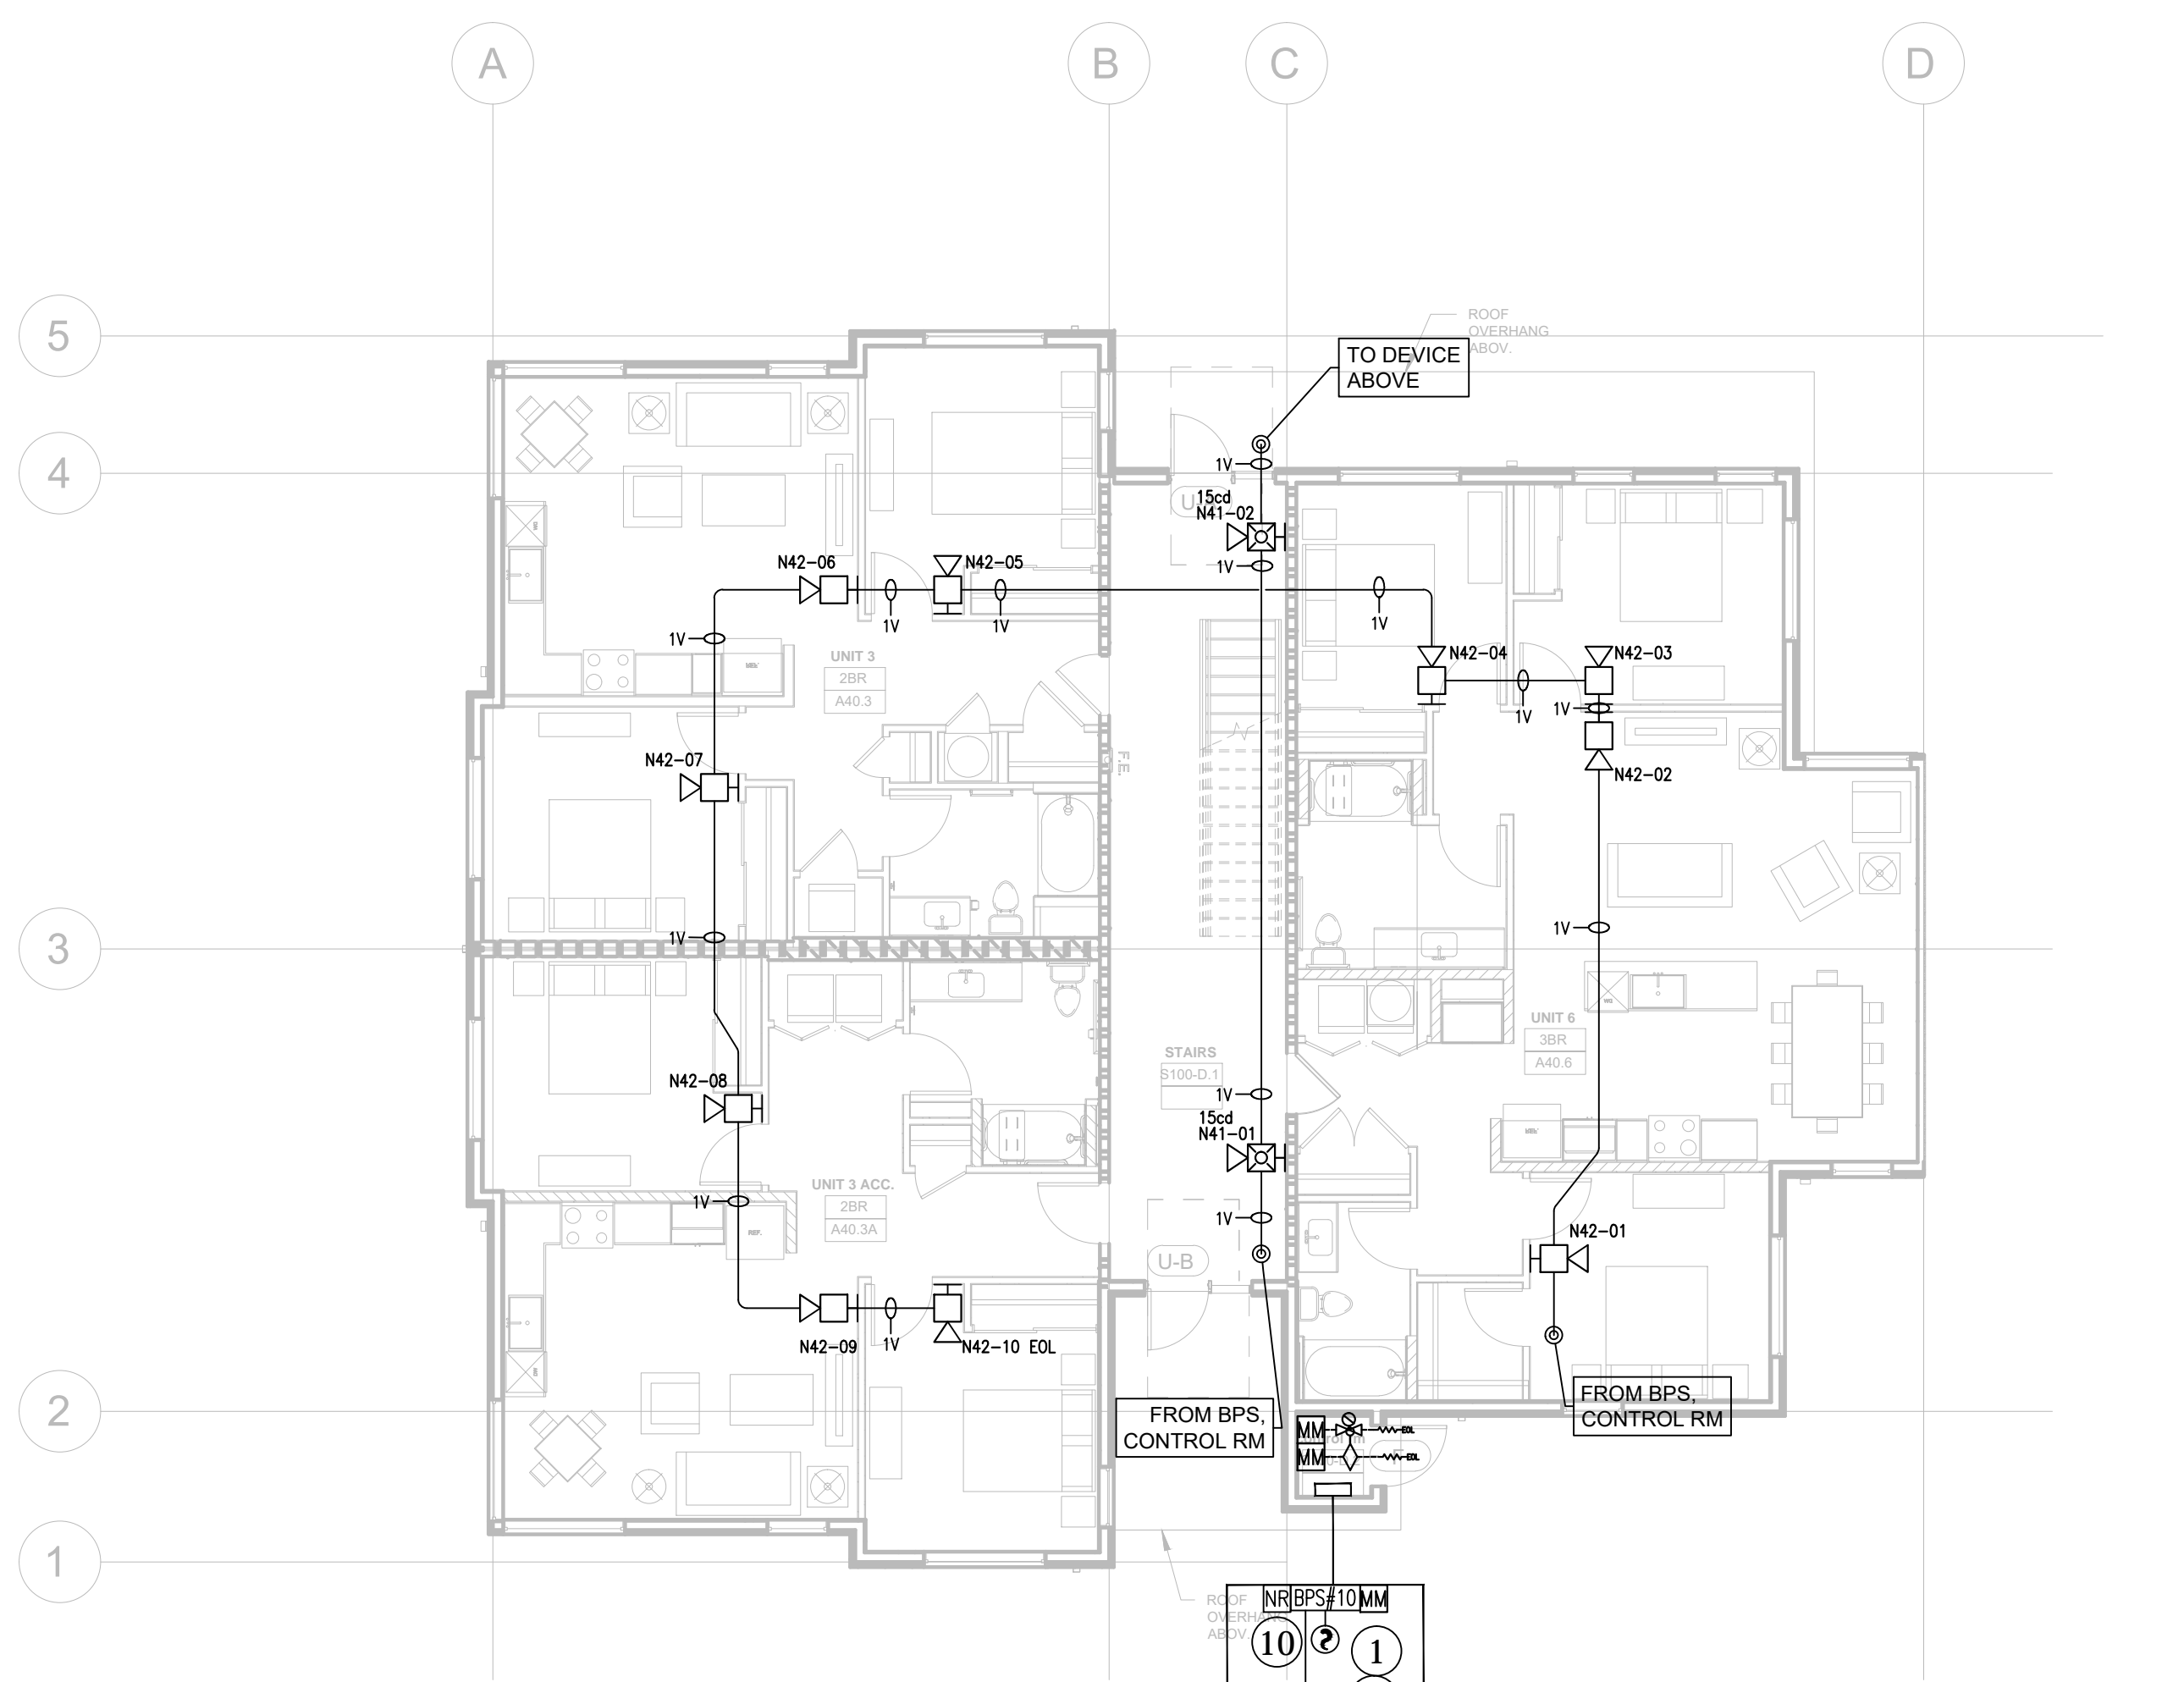 A
B
C
D
5
4
3
2
1
ROOF
OVERHANG
ABOV.
TO DEVICE
ABOVE
1V
15cd
N41-02
1V
N42-06
N42-05
1V
1V
1V
1V
N42-04
N42-03
1V
1V
N42-02
UNIT 3
2BR
A40.3
N42-07
F.E.
1V
1V
UNIT 6
3BR
A40.6
STAIRS
S100-D.1
1V
15cd
N41-01
1V
N42-08
1V
UNIT 3 ACC.
2BR
A40.3A
REF.
U-B
N42-01
N42-09
1V
N42-10 EOL
FROM BPS,
CONTROL RM
FROM BPS,
CONTROL RM
MM
EOL
MM
EOL
ROOF
OVERHANG
ABOV.
NR
BPS#10
MM
10
1